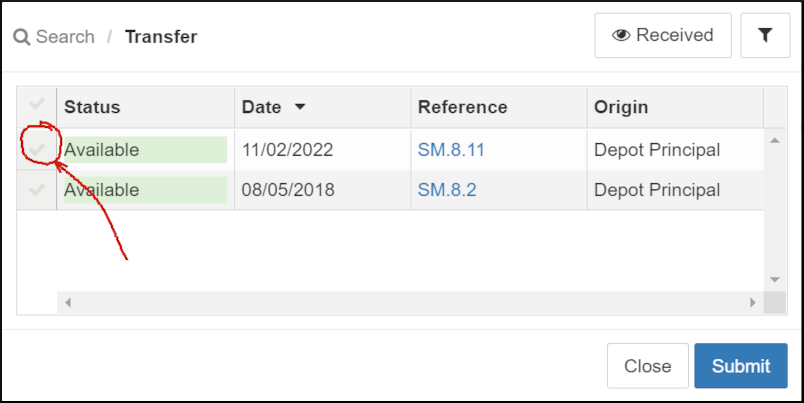 Search / Transfer
Received
Status Date Reference Origin
Available 11/02/2022 SM.8.11 Depot Principal
Available 08/05/2018 SM.8.2 Depot Principal
Close Submit